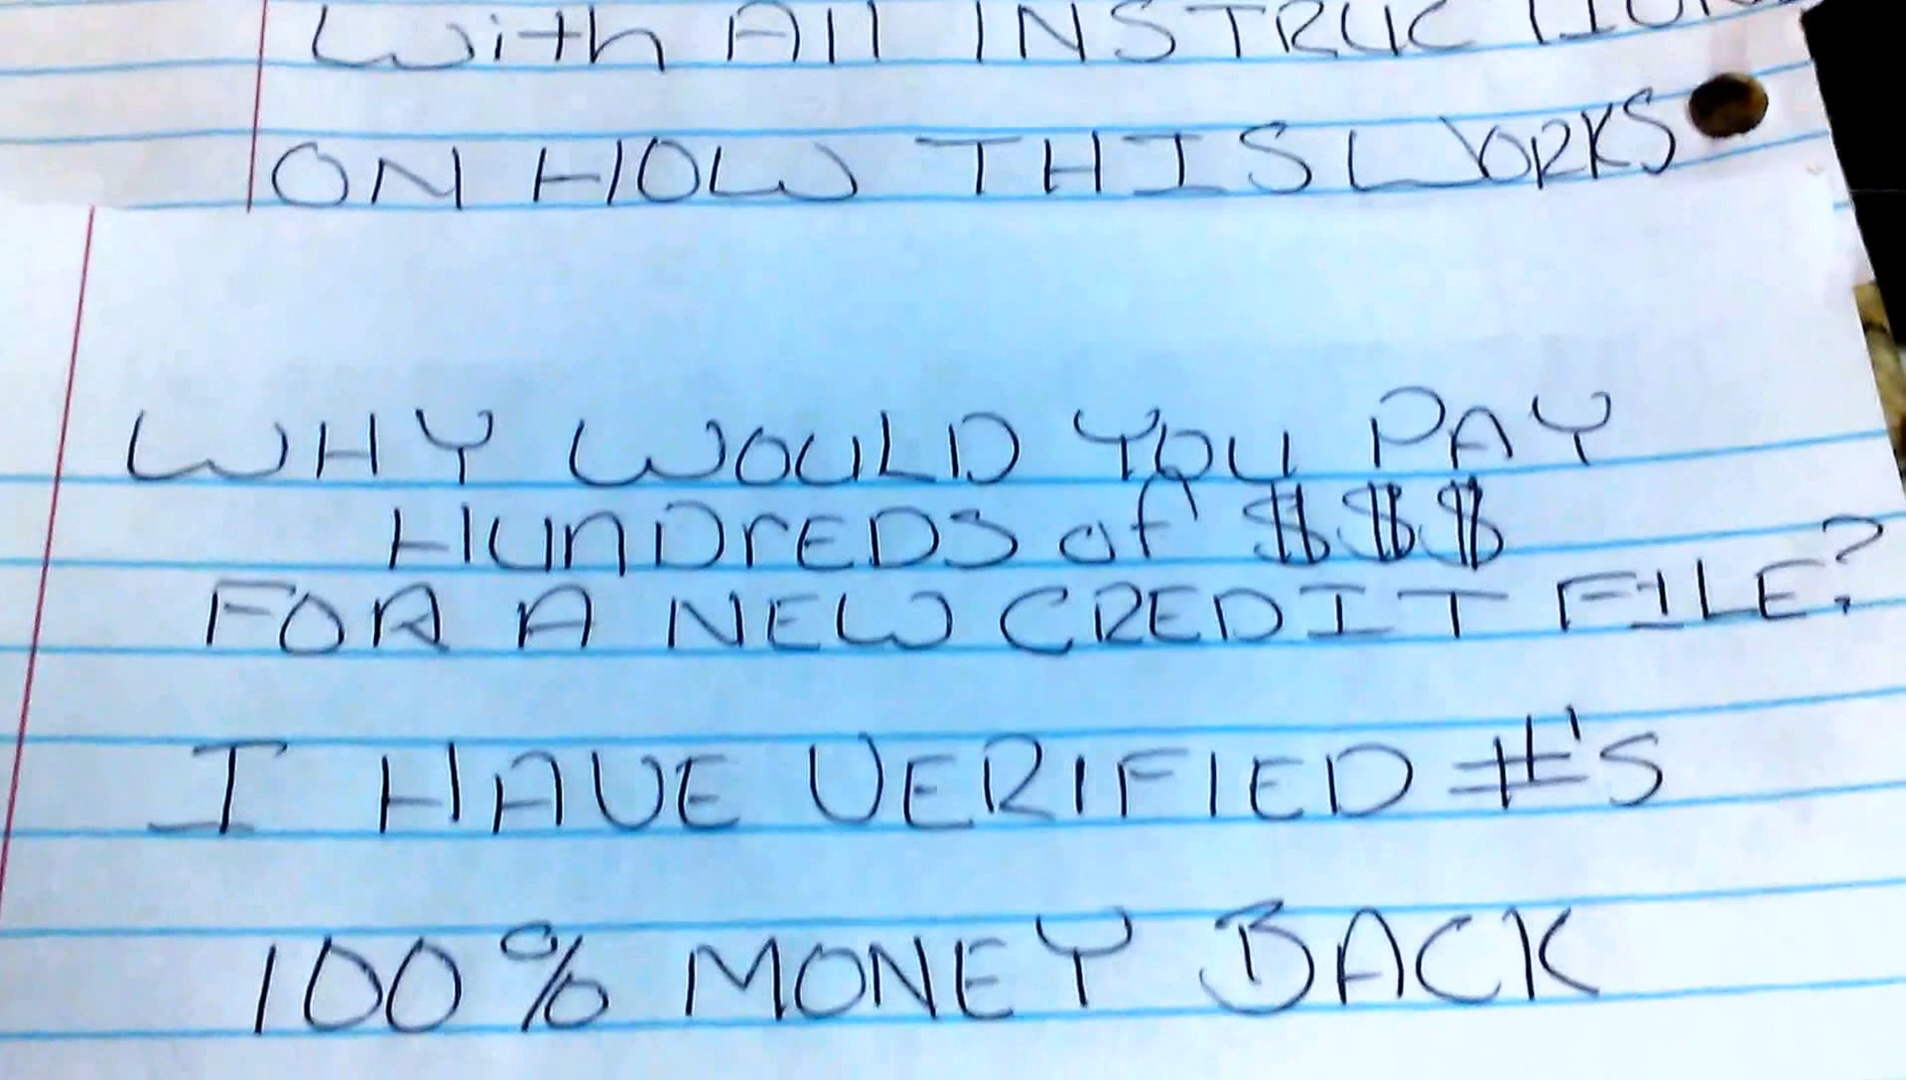 With All INSTRUCTION
ON HOW THIS WORKS
WHY WOULD YOU PAY
HUNDREDS of $$$
FOR A NEW CREDIT FILE?
I HAVE VERIFIED #'S
100% MONEY BACK